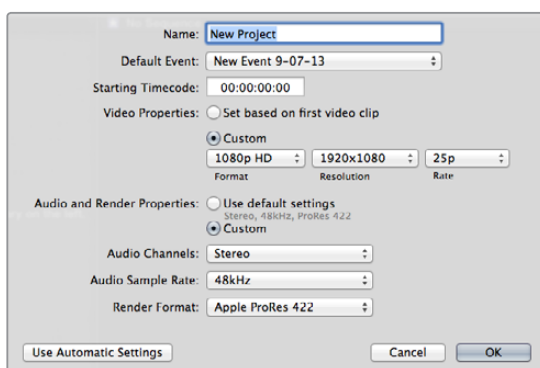 Name: New Project
Default Event: New Event 9-07-13
Starting Timecode: 00:00:00:00
Video Properties: Set based on first video clip
Custom
1080p HD 1920x1080 25p
Format Resolution Rate
Audio and Render Properties: Use default settings
Stereo, 48kHz, ProRes 422
Custom
Audio Channels: Stereo
Audio Sample Rate: 48kHz
Render Format: Apple ProRes 422
Use Automatic Settings Cancel OK